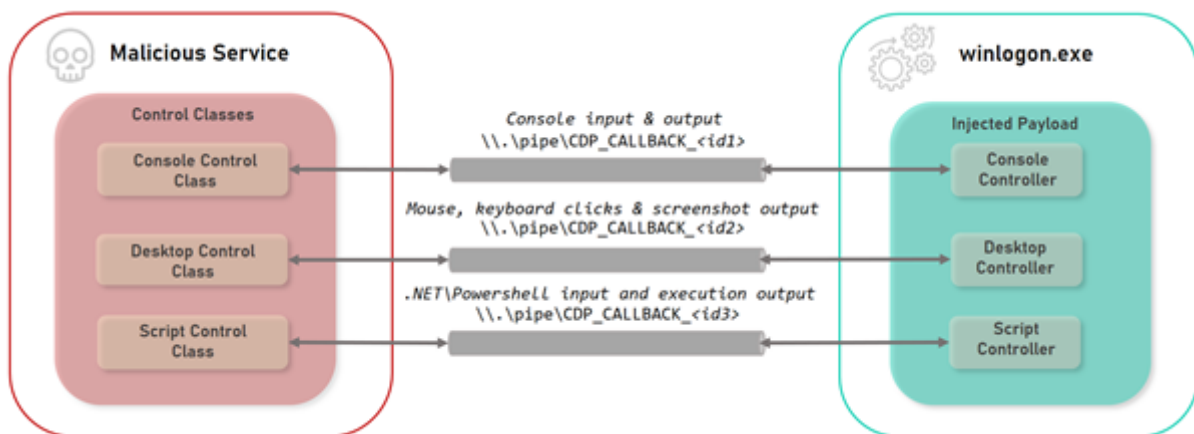 Malicious Service
winlogon.exe
Control Classes
Injected Payload
Console input & output
\\.\pipe\CDP_CALLBACK_<id1>
Console Control
Class
Console
Controller
Mouse, keyboard clicks & screenshot output
\\.\pipe\CDP_CALLBACK_<id2>
Desktop Control
Class
Desktop
Controller
.NET\Powershell input and execution output
\\.\pipe\CDP_CALLBACK_<id3>
Script Control
Class
Script
Controller